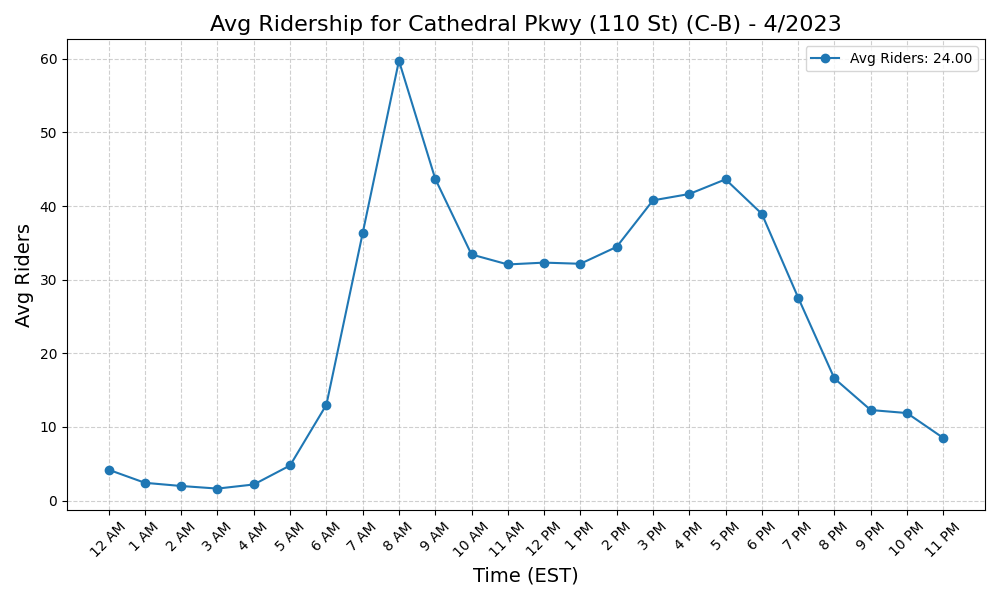 Avg Ridership for Cathedral Pkwy (110 St) (C-B) - 4/2023
Avg Riders: 24.00
Avg Riders
60
50
40
30
20
10
0
12 AM
1 AM
2 AM
3 AM
4 AM
5 AM
6 AM
7 AM
8 AM
9 AM
10 AM
11 AM
12 PM
1 PM
2 PM
3 PM
4 PM
5 PM
6 PM
7 PM
8 PM
9 PM
10 PM
11 PM
Time (EST)